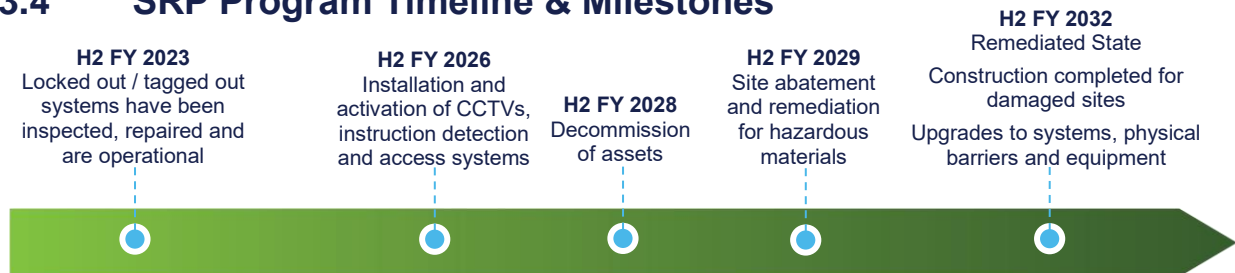 3.4 SRP Program Timeline & Milestones
H2 FY 2023
Locked out / tagged out
systems have been
inspected, repaired and
are operational
H2 FY 2026
Installation and
activation of CCTVs,
instruction detection
and access systems
H2 FY 2028
Decommission
of assets
H2 FY 2029
Site abatement
and remediation
for hazardous
materials
H2 FY 2032
Remediated State
Construction completed for
damaged sites
Upgrades to systems, physical
barriers and equipment